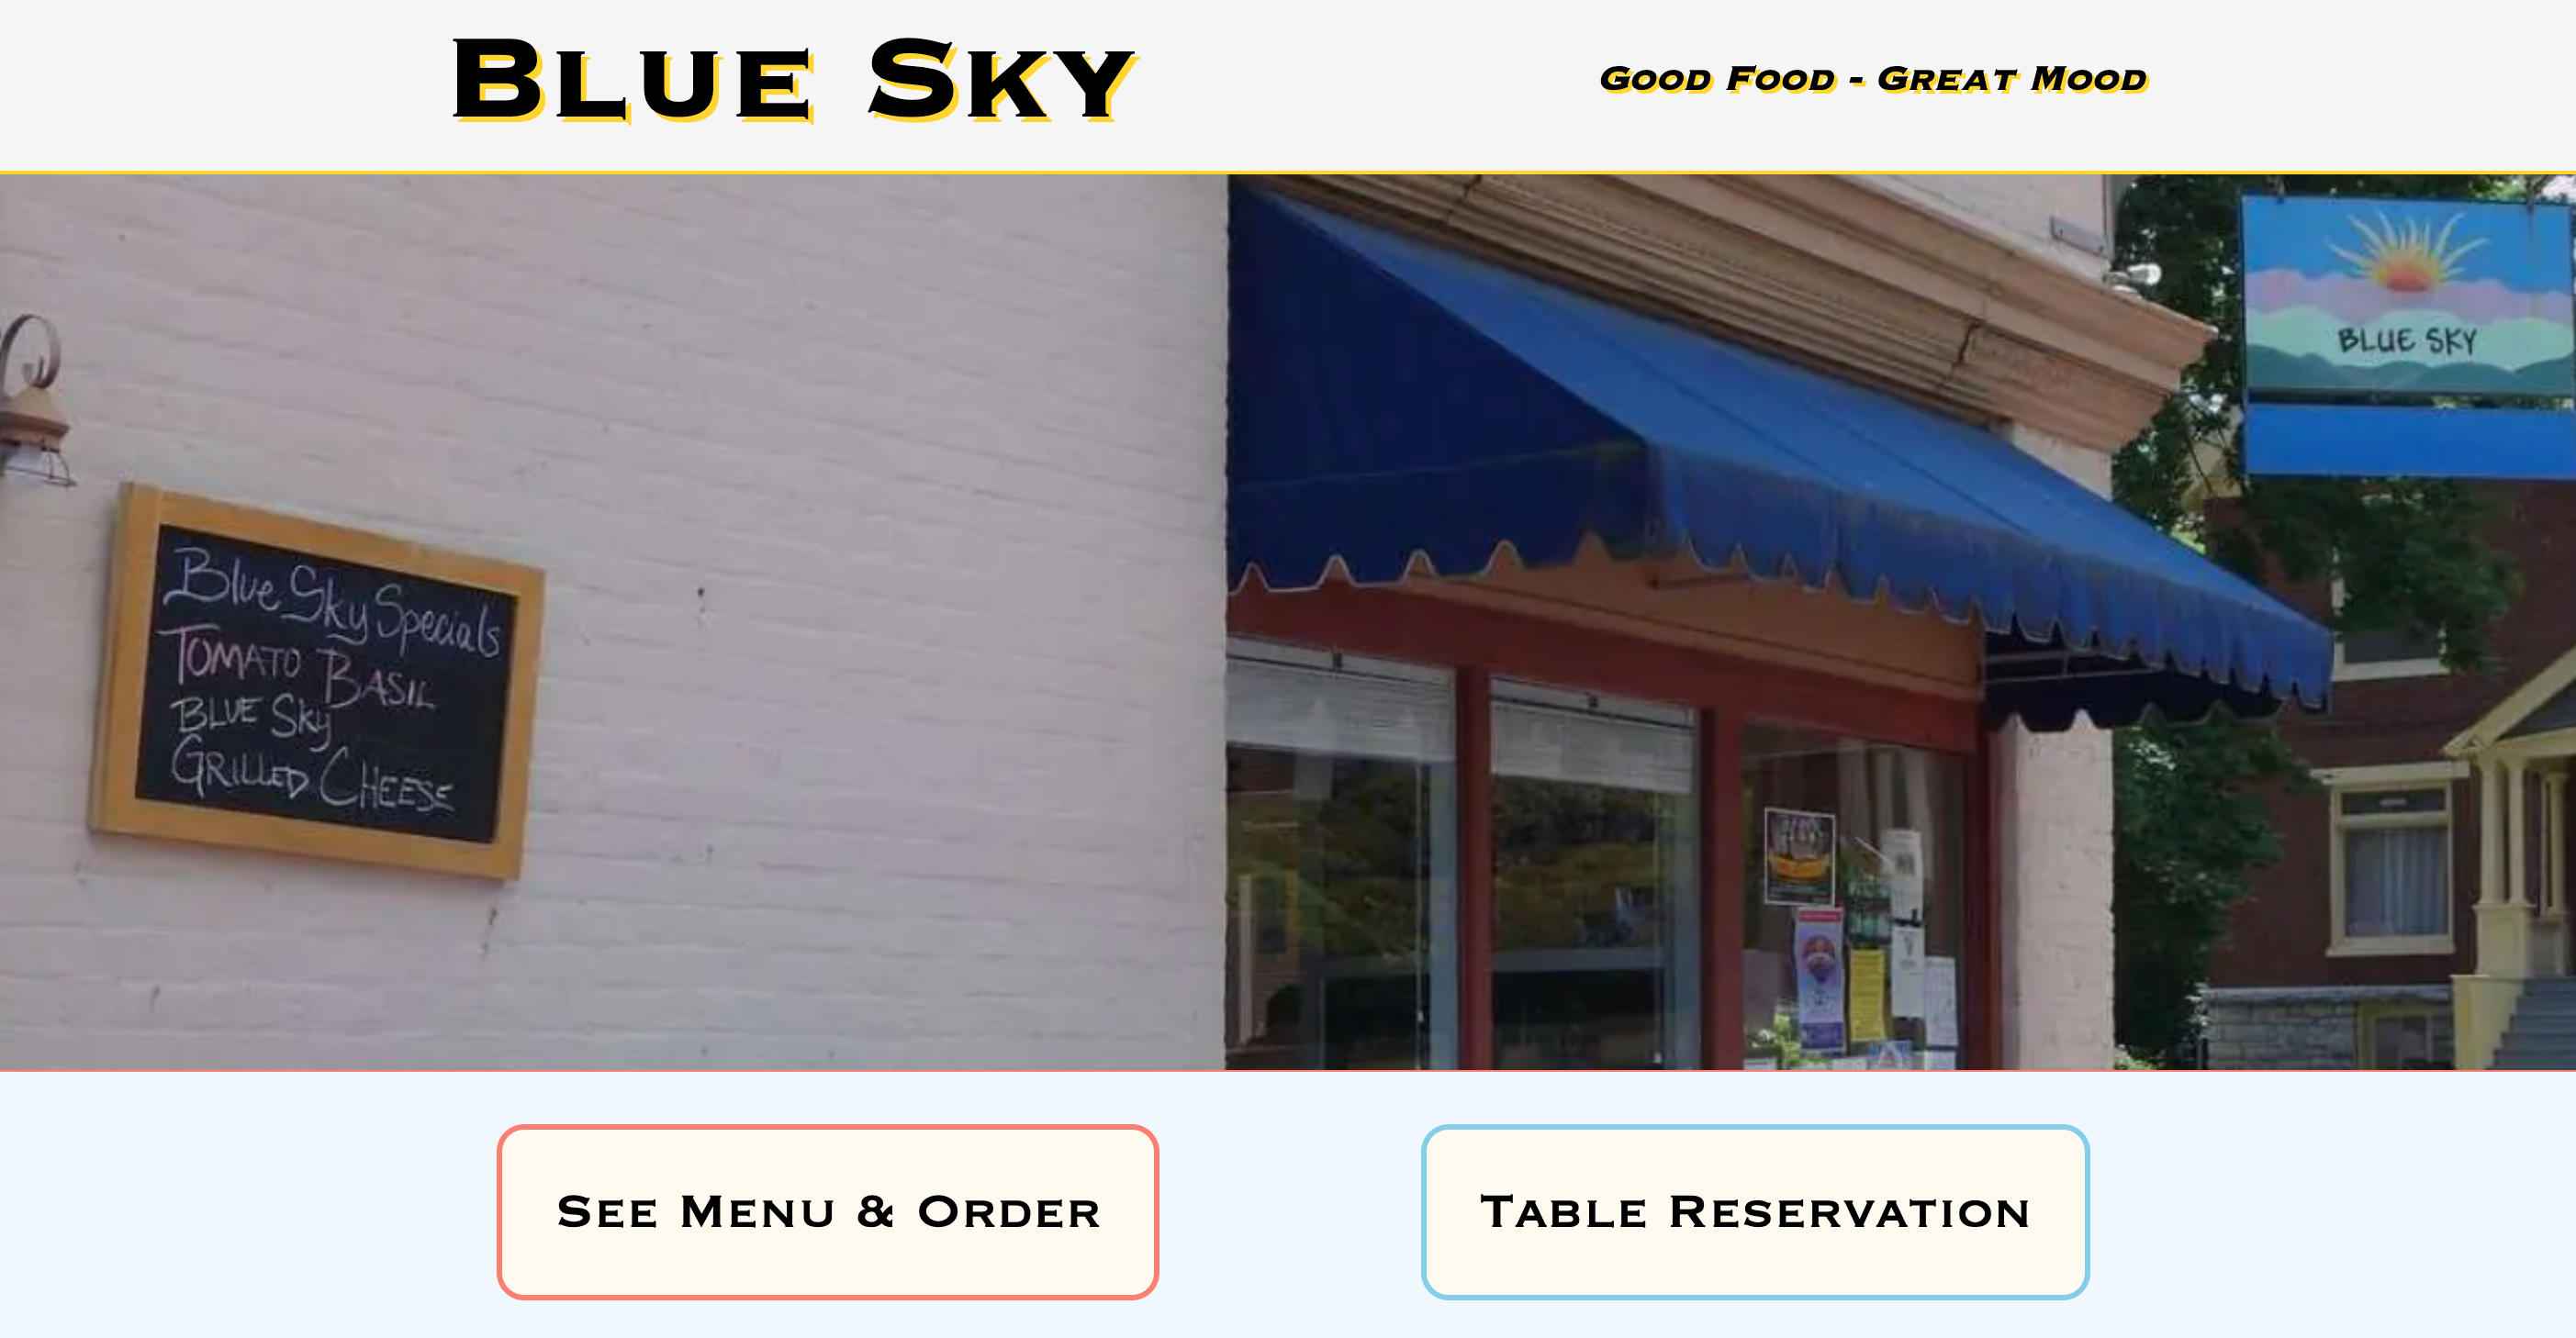 Blue Sky
Good Food - Great Mood
BLUE SKY
Blue Sky Specials
TOMATO BASIL
BLUE Sky
GRILLED CHEESE
See Menu & Order
Table Reservation